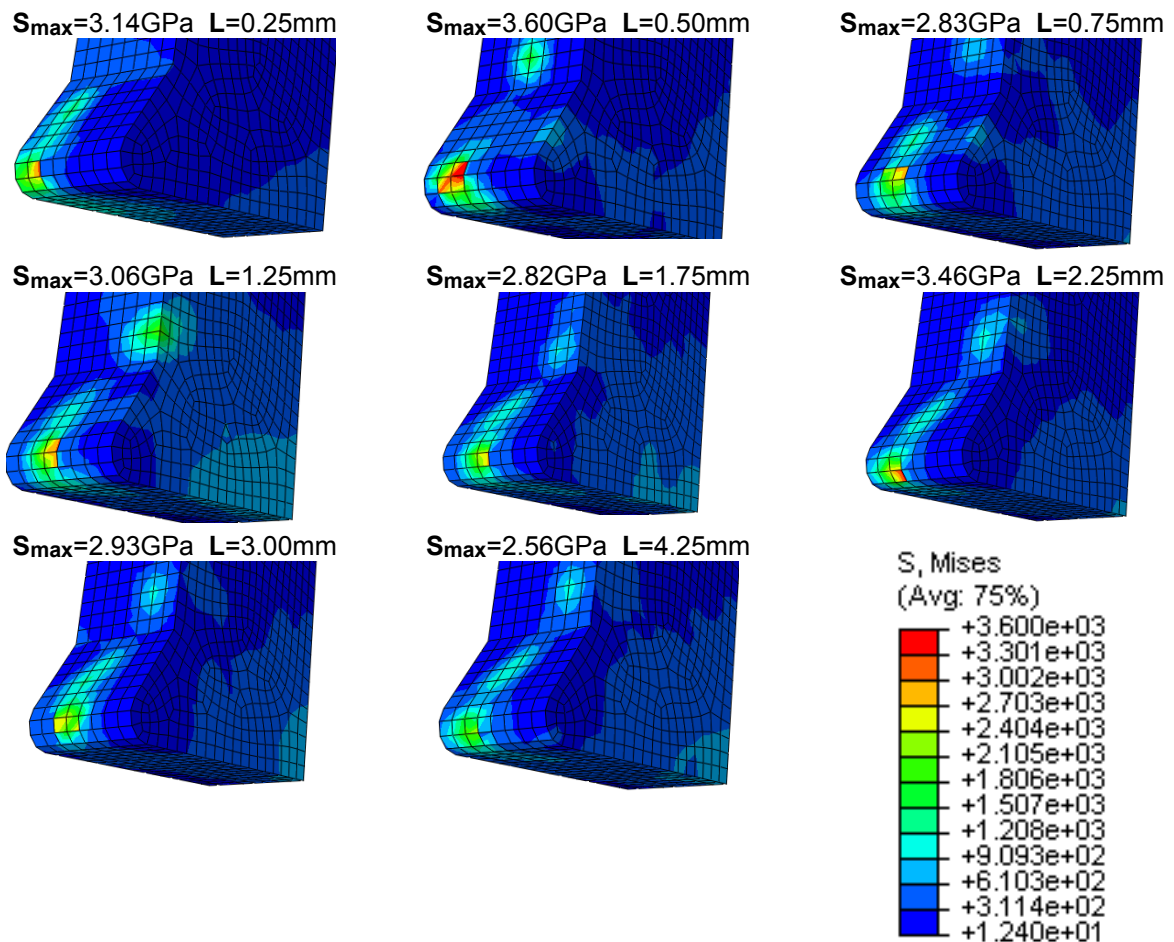 Smax=3.14GPa L=0.25mm
Smax=3.60GPa L=0.50mm
Smax=2.83GPa L=0.75mm
Smax=3.06GPa L=1.25mm
Smax=2.82GPa L=1.75mm
Smax=3.46GPa L=2.25mm
Smax=2.93GPa L=3.00mm
Smax=2.56GPa L=4.25mm
S, Mises
(Avg: 75%)
+3.600e+03
+3.301e+03
+3.002e+03
+2.703e+03
+2.404e+03
+2.105e+03
+1.806e+03
+1.507e+03
+1.208e+03
+9.093e+02
+6.103e+02
+3.114e+02
+1.240e+01